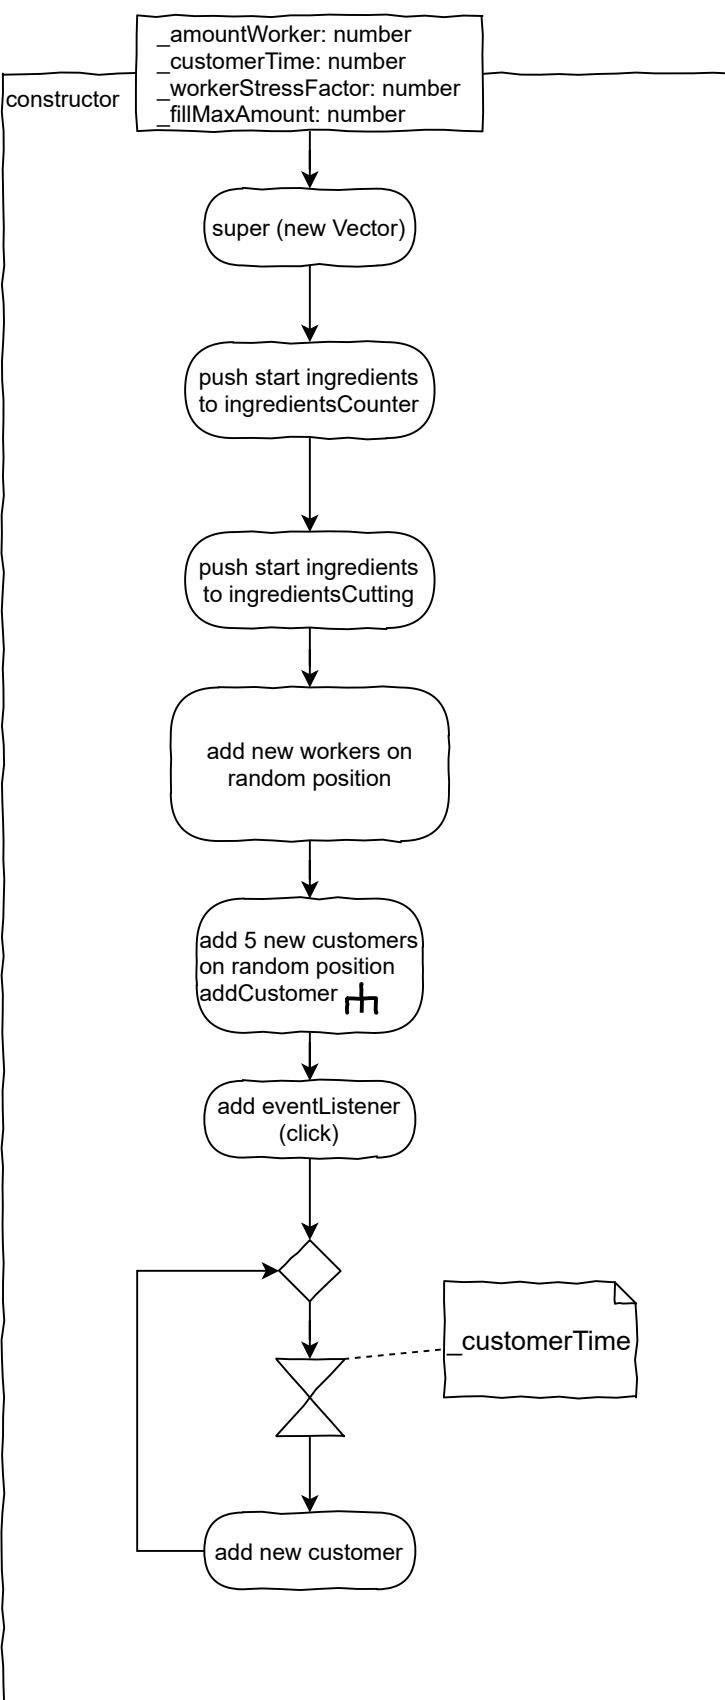 _amountWorker: number
_customerTime: number
_workerStressFactor: number
_fillMaxAmount: number
constructor
super (new Vector)
push start ingredients
to ingredientsCounter
push start ingredients
to ingredientsCutting
add new workers on
random position
add 5 new customers
on random position
addCustomer
add eventListener
(click)
_customerTime
add new customer